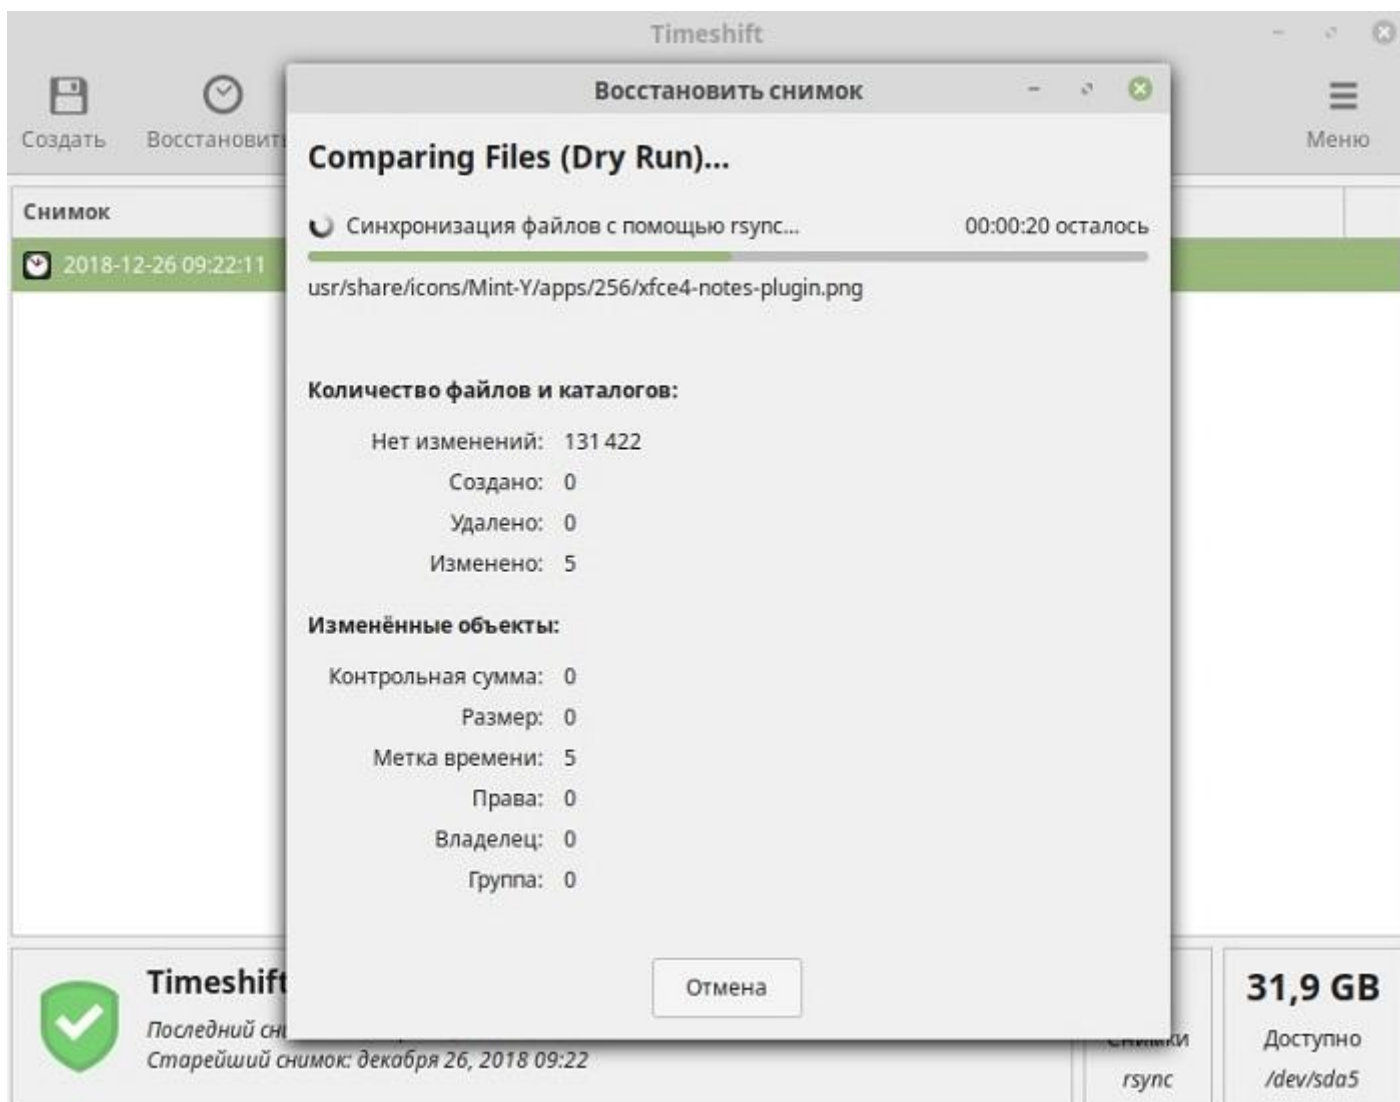 Timeshift
Создать
Восстановить
Меню
Снимок
2018-12-26 09:22:11
Восстановить снимок
Comparing Files (Dry Run)...
Синхронизация файлов с помощью rsync... 00:00:20 осталось
usr/share/icons/Mint-Y/apps/256/xfce4-notes-plugin.png
Количество файлов и каталогов:
Нет изменений: 131 422
Создано: 0
Удалено: 0
Изменено: 5
Изменённые объекты:
Контрольная сумма: 0
Размер: 0
Метка времени: 5
Права: 0
Владелец: 0
Группа: 0
Отмена
Timeshift
Последний
Старейший снимок: декабря 26, 2018 09:22
Снимки
rsync
31,9 GB
Доступно
/dev/sda5